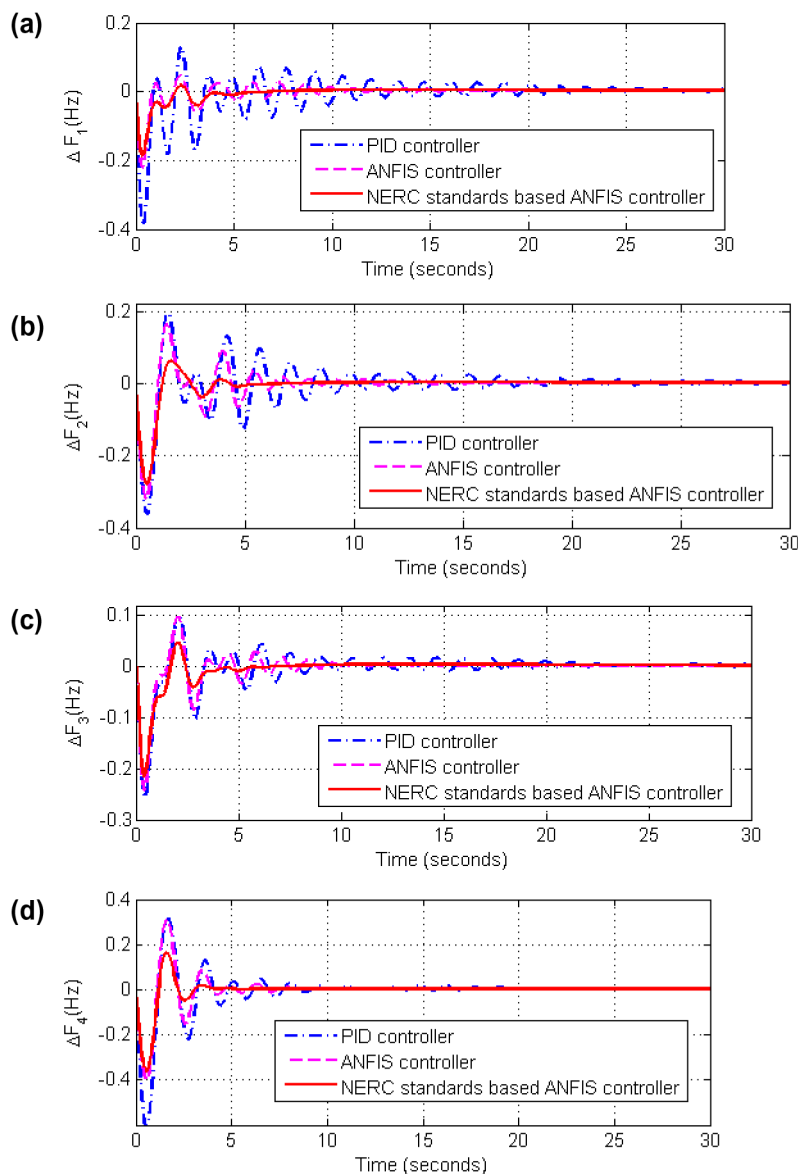 (a)
0.2
0
-0.2
-0.4
Δ F1(Hz)
PID controller
ANFIS controller
NERC standards based ANFIS controller
0 5 10 15 20 25 30
Time (seconds)
(b)
0.2
0
-0.2
-0.4
ΔF2(Hz)
PID controller
ANFIS controller
NERC standards based ANFIS controller
0 5 10 15 20 25 30
Time (seconds)
(c)
0.1
0
-0.1
-0.2
-0.3
ΔF3(Hz)
PID controller
ANFIS controller
NERC standards based ANFIS controller
0 5 10 15 20 25 30
Time (seconds)
(d)
0.4
0.2
0
-0.2
-0.4
ΔF4(Hz)
PID controller
ANFIS controller
NERC standards based ANFIS controller
0 5 10 15 20 25 30
Time (seconds)